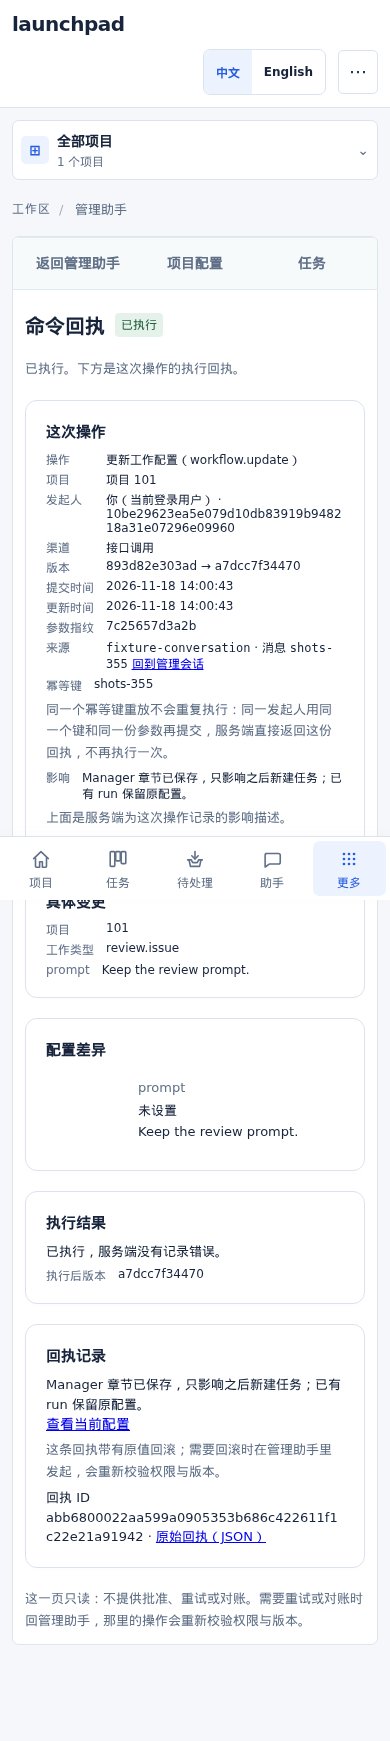 launchpad
中文 English ···
全部项目
1 个项目
工作区 / 管理助手
返回管理助手 项目配置 任务
命令回执 已执行
已执行。下方是这次操作的执行回执。
这次操作
操作 更新工作配置（workflow.update）
项目 项目 101
发起人 你（当前登录用户）·
10be29623ea5e079d10db83919b9482
18a31e07296e09960
渠道 接口调用
版本 893d82e303ad → a7dcc7f34470
提交时间 2026-11-18 14:00:43
更新时间 2026-11-18 14:00:43
参数指纹 7c25657d3a2b
来源 fixture-conversation · 消息 shots-
355 回到管理会话
幂等键 shots-355
同一个幂等键重放不会重复执行：同一发起人用同
一个键和同一份参数再提交，服务端直接返回这份
回执，不再执行一次。
影响 Manager 章节已保存，只影响之后新建任务；已
有 run 保留原配置。
上面是服务端为这次操作记录的影响描述。
项目 任务 待处理 助手 更多
具体变更
项目 101
工作类型 review.issue
prompt Keep the review prompt.
配置差异
prompt
未设置
Keep the review prompt.
执行结果
已执行，服务端没有记录错误。
执行后版本 a7dcc7f34470
回执记录
Manager 章节已保存，只影响之后新建任务；已有
run 保留原配置。
查看当前配置
这条回执带有原值回滚；需要回滚时在管理助手里
发起，会重新校验权限与版本。
回执 ID
abb6800022aa599a0905353b686c422611f1
c22e21a91942 · 原始回执（JSON）
这一页只读：不提供批准、重试或对账。需要重试或对账时
回管理助手，那里的操作会重新校验权限与版本。